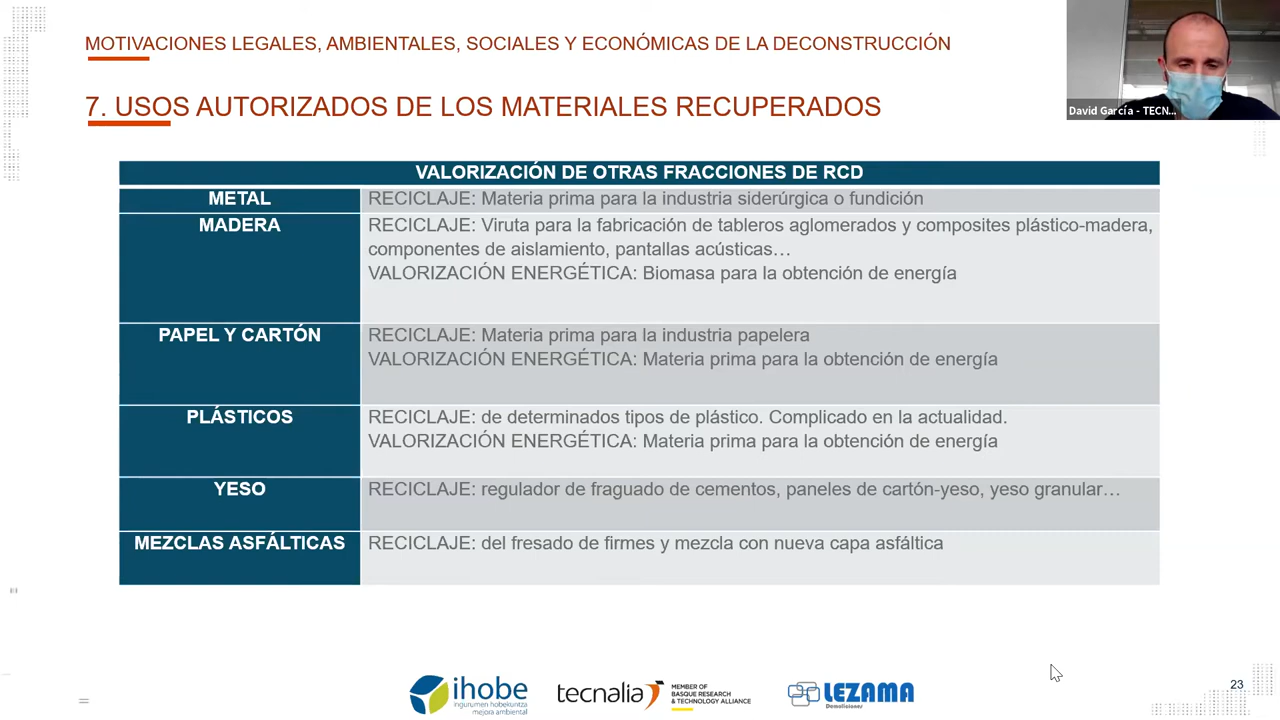 MOTIVACIONES LEGALES, AMBIENTALES, SOCIALES Y ECONÓMICAS DE LA DECONSTRUCCIÓN
David García - TECN...
7. USOS AUTORIZADOS DE LOS MATERIALES RECUPERADOS
VALORIZACIÓN DE OTRAS FRACCIONES DE RCD
METAL
RECICLAJE: Materia prima para la industria siderúrgica o fundición
MADERA
RECICLAJE: Viruta para la fabricación de tableros aglomerados y composites plástico-madera,
componentes de aislamiento, pantallas acústicas…
VALORIZACIÓN ENERGÉTICA: Biomasa para la obtención de energía
PAPEL Y CARTÓN
RECICLAJE: Materia prima para la industria papelera
VALORIZACIÓN ENERGÉTICA: Materia prima para la obtención de energía
PLÁSTICOS
RECICLAJE: de determinados tipos de plástico. Complicado en la actualidad.
VALORIZACIÓN ENERGÉTICA: Materia prima para la obtención de energía
YESO
RECICLAJE: regulador de fraguado de cementos, paneles de cartón-yeso, yeso granular…
MEZCLAS ASFÁLTICAS
RECICLAJE: del fresado de firmes y mezcla con nueva capa asfáltica
ihobe
ingurumen hobekuntza
mejora ambiental
tecnalia
MEMBER OF
BASQUE RESEARCH
& TECHNOLOGY ALLIANCE
LEZAMA
Demoliciones
23